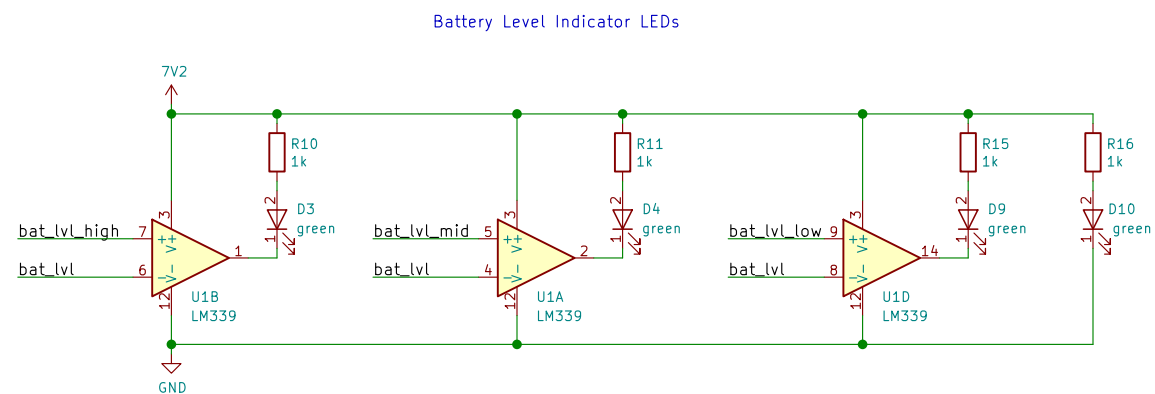 Battery Level Indicator LEDs
7V2
R10
1k
R11
1k
R15
1k
R16
1k
2
D3
green
1
2
D4
green
1
2
D9
green
1
2
D10
green
1
bat_lvl_high 7
bat_lvl 6
3
+
-
V+
V-
1
12
U1B
LM339
bat_lvl_mid 5
bat_lvl 4
3
+
-
V+
V-
2
12
U1A
LM339
bat_lvl_low 9
bat_lvl 8
3
+
-
V+
V-
14
12
U1D
LM339
GND